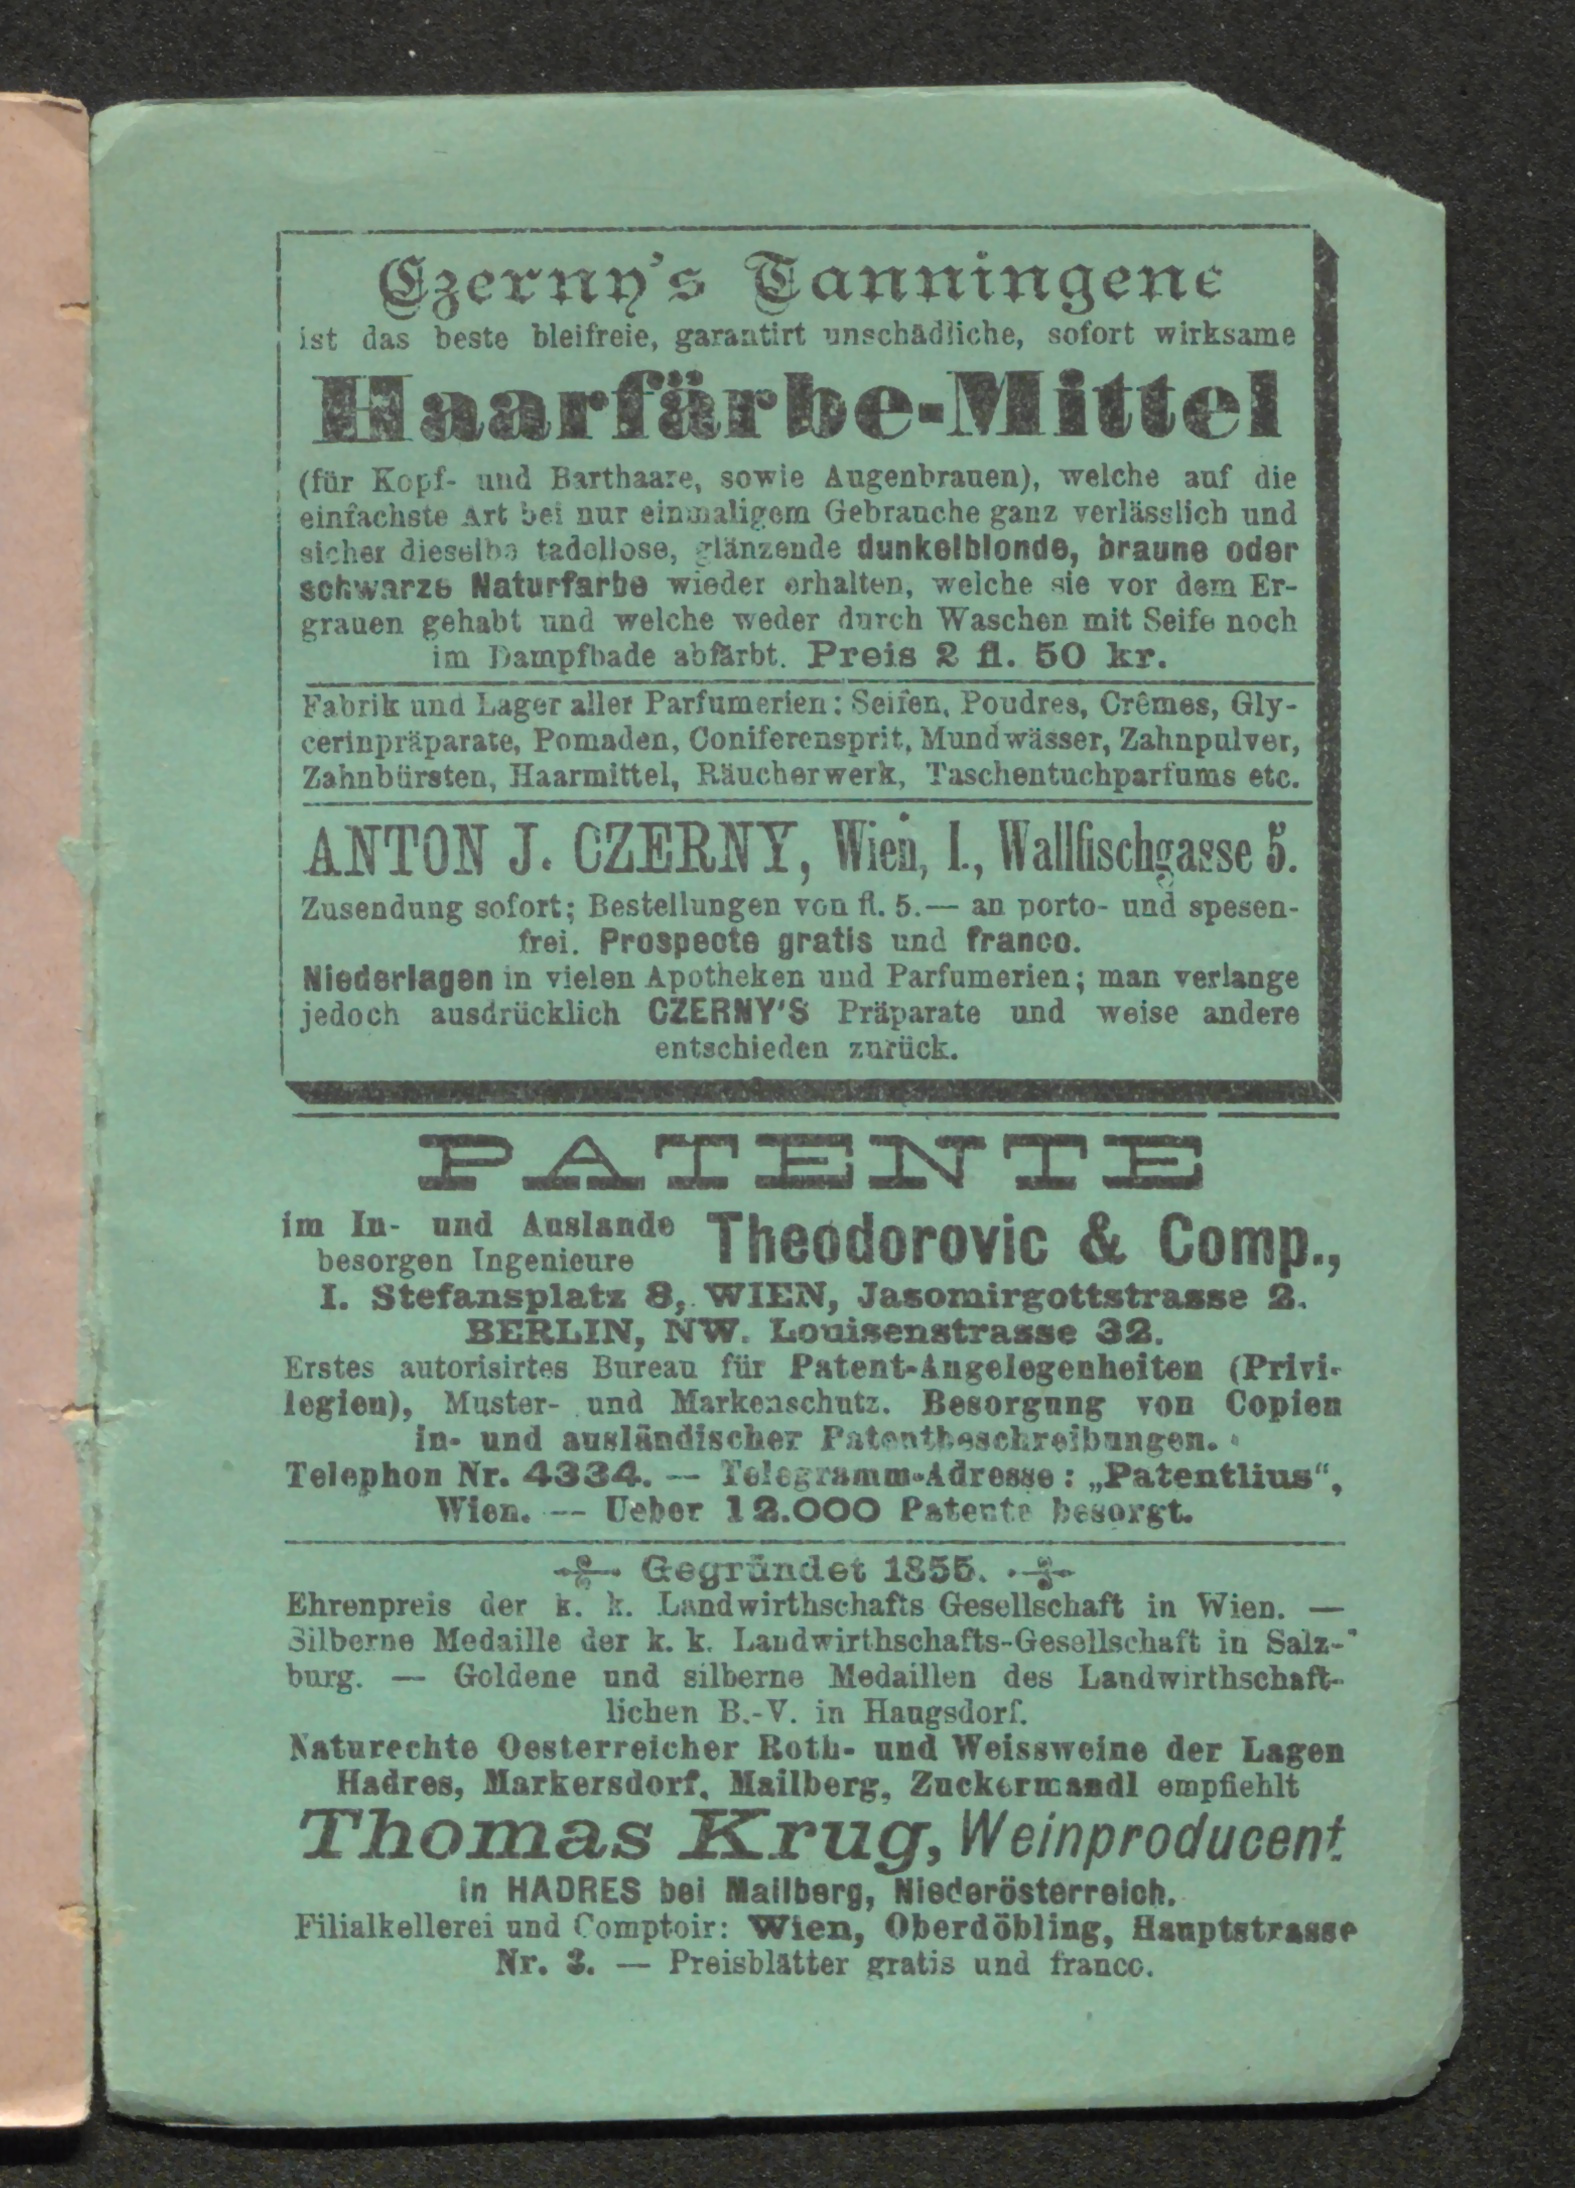 Czerny's Tanningene
ist das beste bleifreie, garantirt unschädliche, sofort wirksame
Haarfärbe-Mittel
(für Kopf- und Barthaare, sowie Augenbrauen), welche auf die
einfachste Art bei nur einmaligem Gebrauche ganz verlässlich und
sicher dieselbe tadellose, glänzende dunkelblonde, braune oder
schwarze Naturfarbe wieder erhalten, welche sie vor dem Er-
grauen gehabt und welche weder durch Waschen mit Seife noch
im Dampfbade abfärbt. Preis 2 fl. 50 kr.
Fabrik und Lager aller Parfumerien: Seifen, Poudres, Crêmes, Gly-
cerinpräparate, Pomaden, Coniferensprit, Mundwässer, Zahnpulver,
Zahnbürsten, Haarmittel, Räucherwerk, Taschentuchparfums etc.
ANTON J. CZERNY, Wien, I., Wallfischgasse 5.
Zusendung sofort; Bestellungen von fl. 5.— an porto- und spesen-
frei. Prospecte gratis und franco.
Niederlagen in vielen Apotheken und Parfumerien; man verlange
jedoch ausdrücklich CZERNY'S Präparate und weise andere
entschieden zurück.
PATENTE
im In- und Auslande
besorgen Ingenieure Theodorovic & Comp.,
I. Stefansplatz 8, WIEN, Jasomirgottstrasse 2.
BERLIN, NW. Louisenstrasse 32.
Erstes autorisirtes Bureau für Patent-Angelegenheiten (Privi-
legien), Muster- und Markenschutz. Besorgung von Copien
in- und ausländischer Patentbeschreibungen.
Telephon Nr. 4334. — Telegramm-Adresse: „Patentlius“,
Wien. — Ueber 12.000 Patente besorgt.
Gegründet 1855.
Ehrenpreis der k. k. Landwirthschafts Gesellschaft in Wien. —
Silberne Medaille der k. k. Landwirthschafts-Gesellschaft in Salz-
burg. — Goldene und silberne Medaillen des Landwirthschaft-
lichen B.-V. in Haugsdorf.
Naturechte Oesterreicher Roth- und Weissweine der Lagen
Hadres, Markersdorf, Mailberg, Zuckermandl empfiehlt
Thomas Krug, Weinproducent
in HADRES bei Mailberg, Niederösterreich.
Filialkellerei und Comptoir: Wien, Oberdöbling, Hauptstrasse
Nr. 3. — Preisblätter gratis und franco.